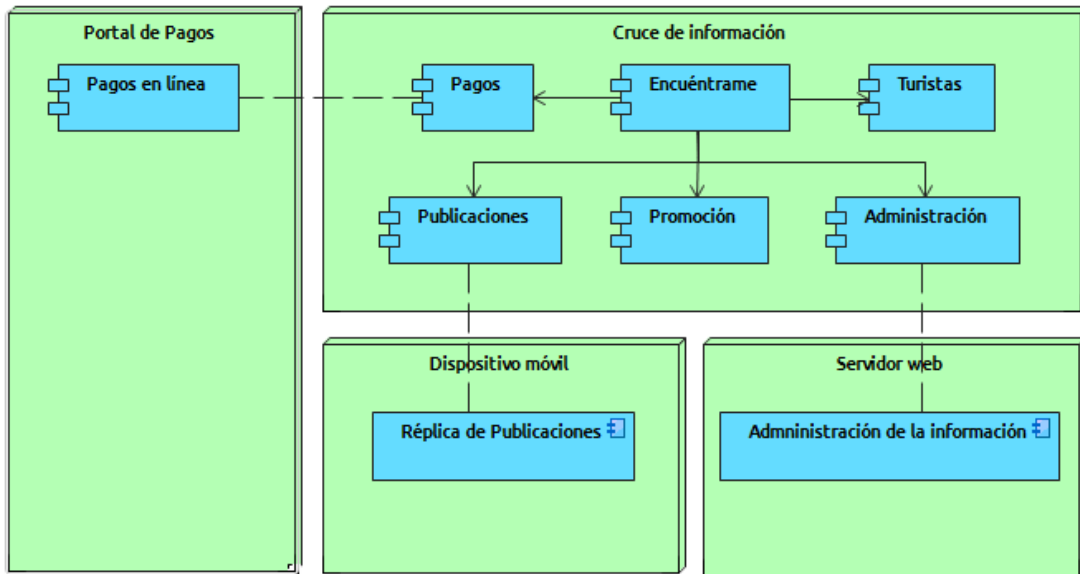 Portal de Pagos
Pagos en línea
Cruce de información
Pagos
Encuéntrame
Turistas
Publicaciones
Promoción
Administración
Dispositivo móvil
Réplica de Publicaciones
Servidor web
Admninistración de la información